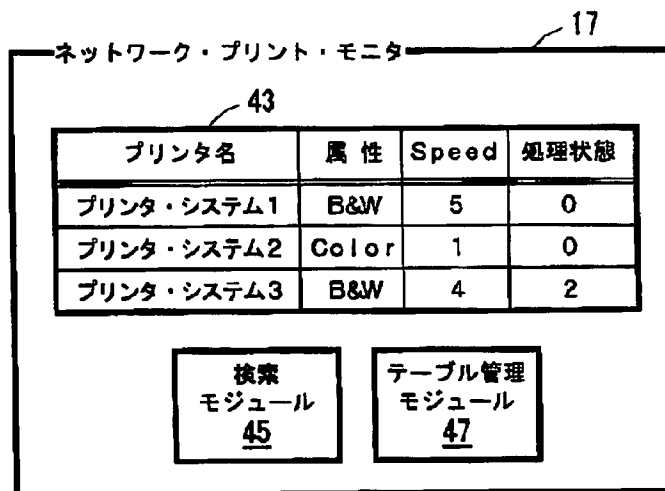 17
ネットワーク・プリント・モニタ
43
プリンタ名 属性 Speed 処理状態
プリンタ・システム1 B&W 5 0
プリンタ・システム2 Color 1 0
プリンタ・システム3 B&W 4 2
検索 テーブル管理
モジュール モジュール
45 47